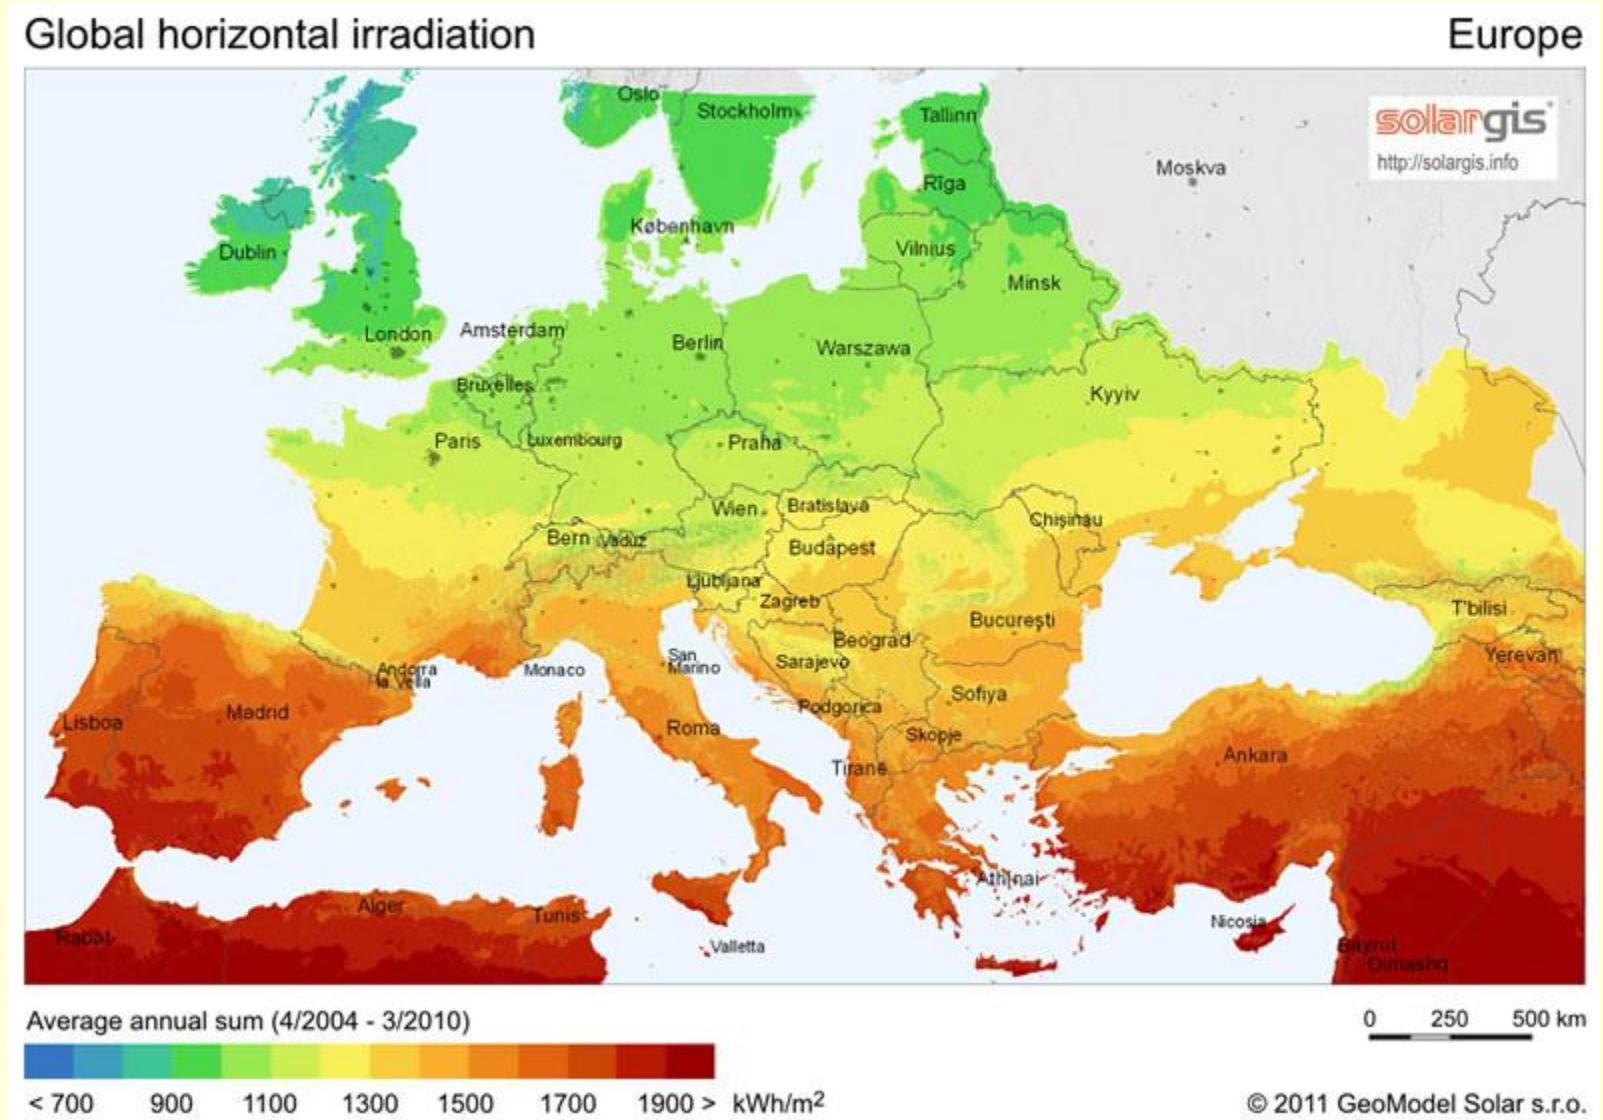 Global horizontal irradiation
Europe
Oslo
Stockholm
Tallinn
solargis
http://solargis.info
Moskva
Rīga
København
Dublin
Vilnius
Minsk
London
Amsterdam
Berlin
Warszawa
Bruxelles
Kyyiv
Paris
Luxembourg
Praha
Wien
Bratislava
Chişinău
Bern
Vaduz
Budapest
Ljubljana
Zagreb
T'bilisi
Bucureşti
Beograd
Yerevan
San
Marino
Sarajevo
Andorra
la Vella
Monaco
Sofiya
Podgorica
Madrid
Lisboa
Roma
Skopje
Ankara
Tiranë
Athínai
Alger
Tunis
Nicosia
Rabat
Valletta
Bayrut
Dimashq
Average annual sum (4/2004 - 3/2010)
0 250 500 km
< 700 900 1100 1300 1500 1700 1900 > kWh/m²
© 2011 GeoModel Solar s.r.o.